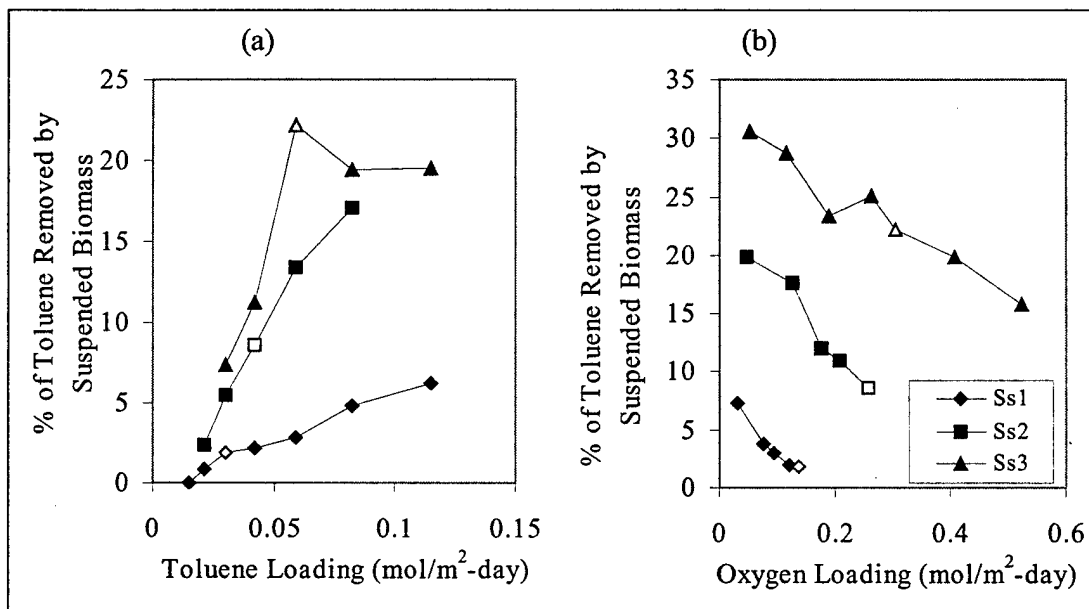 (a)
% of Toluene Removed by
Suspended Biomass
25
20
15
10
5
0
0 0.05 0.1 0.15
Toluene Loading (mol/m²-day)
(b)
% of Toluene Removed by
Suspended Biomass
35
30
25
20
15
10
5
0
0 0.2 0.4 0.6
Oxygen Loading (mol/m²-day)
Ss1
Ss2
Ss3